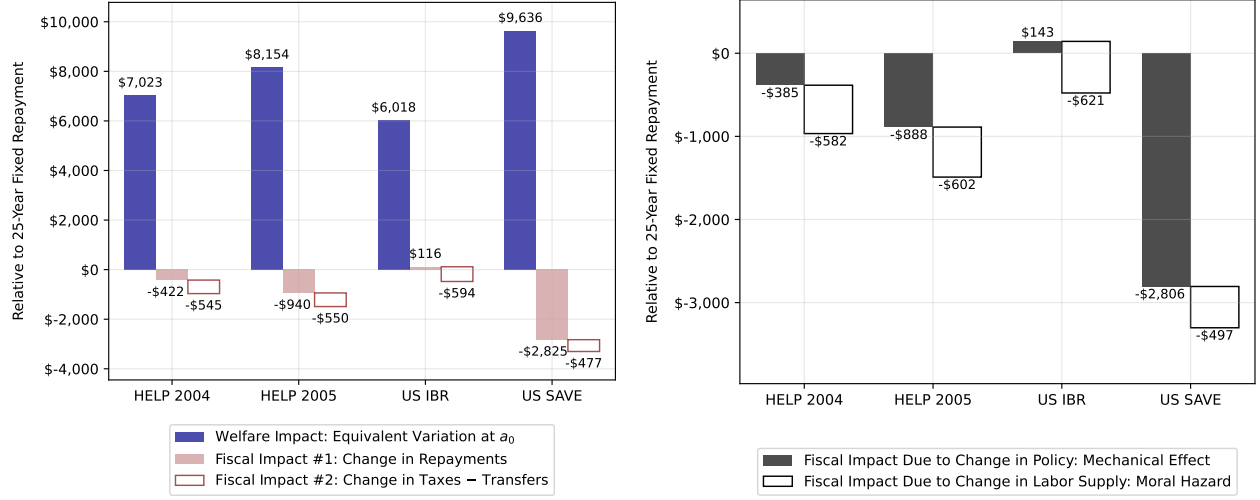 Relative to 25-Year Fixed Repayment
$10,000
$8,000
$6,000
$4,000
$2,000
$0
$-2,000
$-4,000
$7,023
-$422
-$545
$8,154
-$940
-$550
$6,018
$116
-$594
$9,636
-$2,825
-$477
HELP 2004
HELP 2005
US IBR
US SAVE
Welfare Impact: Equivalent Variation at a₀
Fiscal Impact #1: Change in Repayments
Fiscal Impact #2: Change in Taxes − Transfers
Relative to 25-Year Fixed Repayment
$0
$-1,000
$-2,000
$-3,000
-$385
-$582
-$888
-$602
$143
-$621
-$2,806
-$497
HELP 2004
HELP 2005
US IBR
US SAVE
Fiscal Impact Due to Change in Policy: Mechanical Effect
Fiscal Impact Due to Change in Labor Supply: Moral Hazard